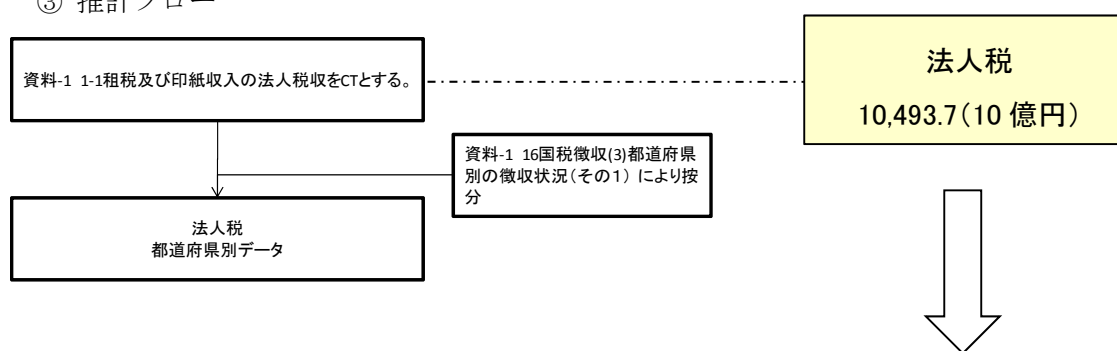 ③ 推計フロー
資料-1 1-1租税及び印紙収入の法人税収をCTとする。
法人税
10,493.7(10 億円)
資料-1 16国税徴収(3)都道府県
別の徴収状況(その1) により按
分
法人税
都道府県別データ